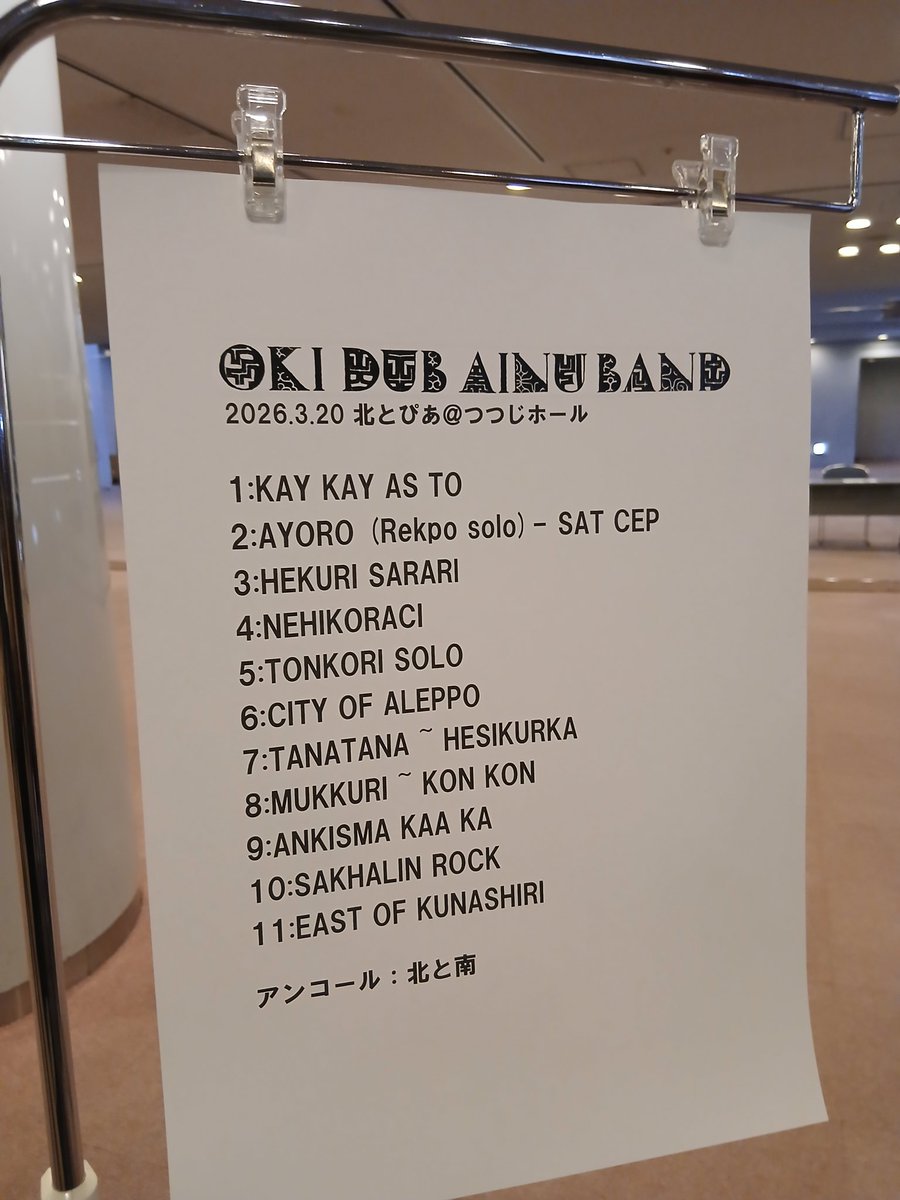 OKI DUB AINU BAND
2026.3.20 北とぴあ@つつじホール
1:KAY KAY AS TO
2:AYORO (Rekpo solo) - SAT CEP
3:HEKURI SARARI
4:NEHIKORACI
5:TONKORI SOLO
6:CITY OF ALEPPO
7:TANATANA ~ HESIKURKA
8:MUKKURI ~ KON KON
9:ANKISMA KAA KA
10:SAKHALIN ROCK
11:EAST OF KUNASHIRI
アンコール：北と南